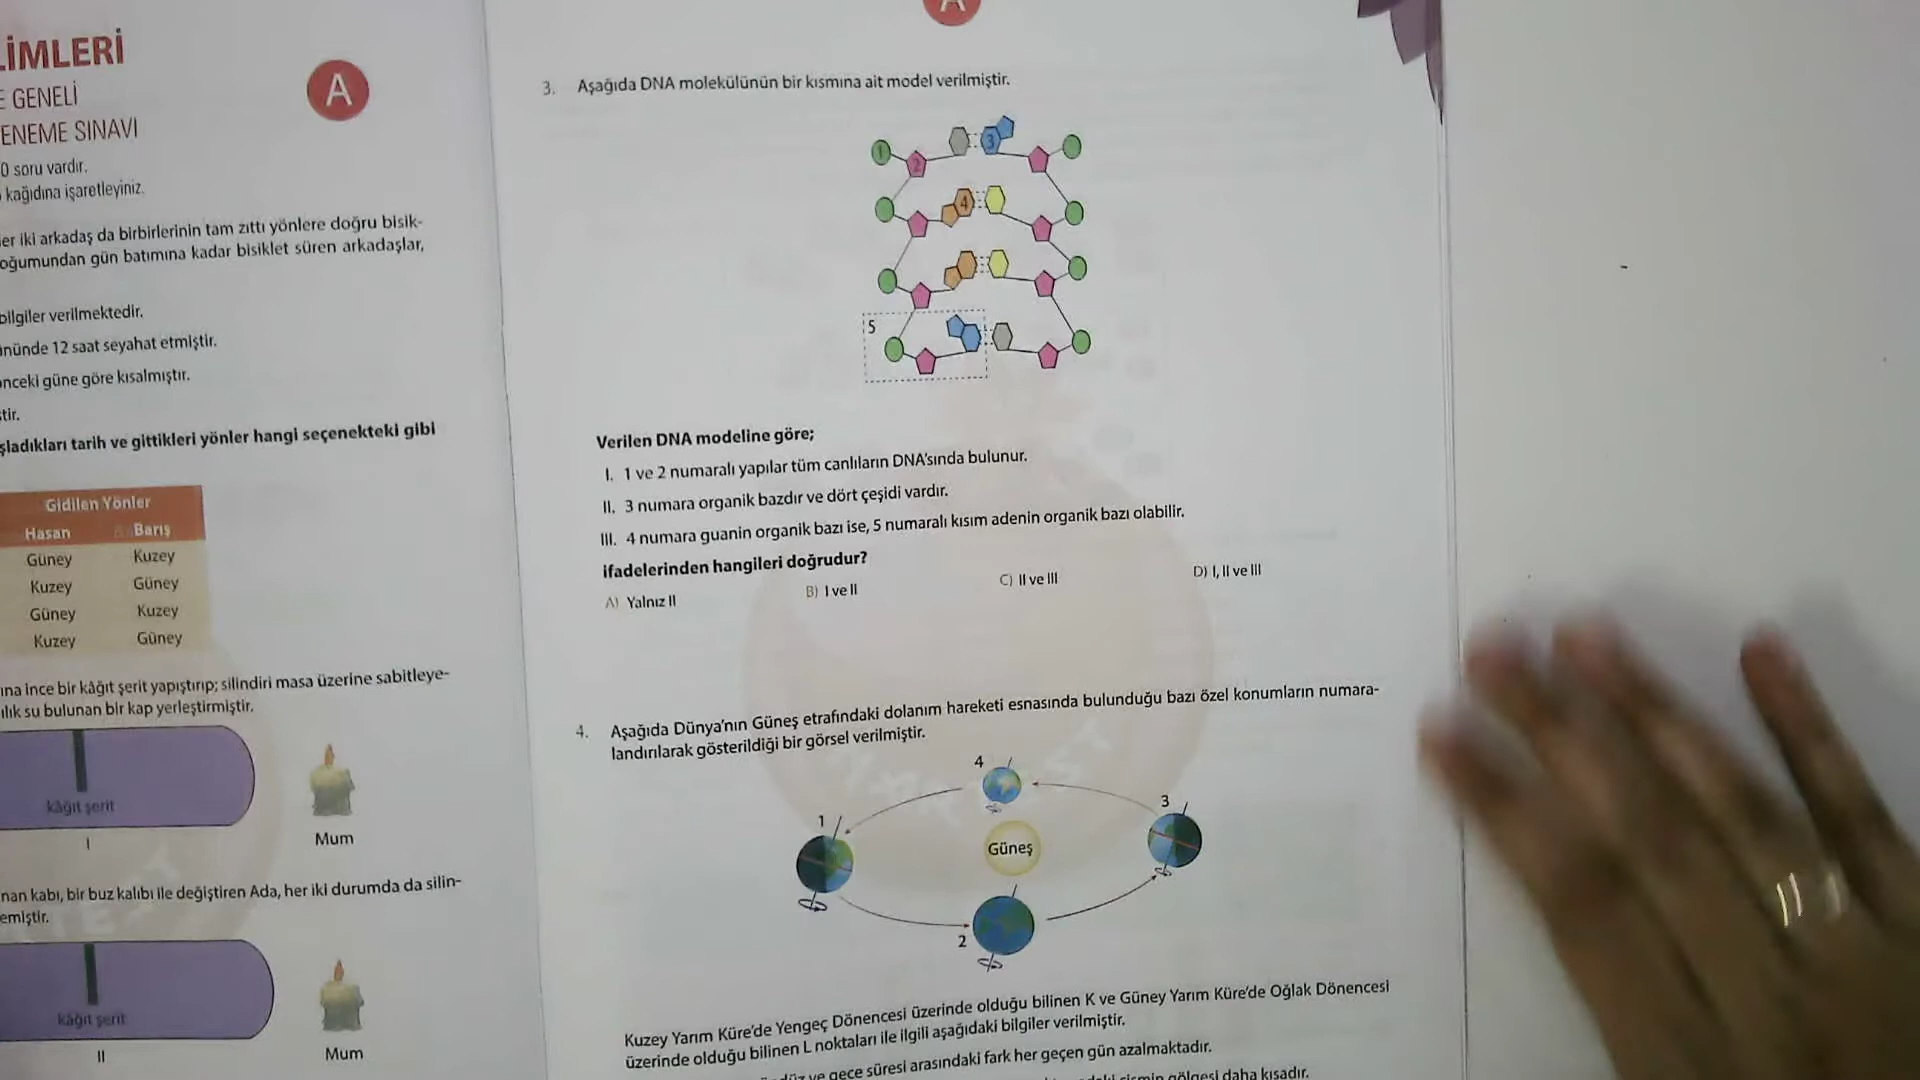 LİMLERİ
E GENELİ
ENEME SINAVI
A
0 soru vardır.
kağıdına işaretleyiniz.
er iki arkadaş da birbirlerinin tam zıttı yönlere doğru bisik-
oğumundan gün batımına kadar bisiklet süren arkadaşlar,
bilgiler verilmektedir.
ününde 12 saat seyahat etmiştir.
önceki güne göre kısalmıştır.
tir.
şladıkları tarih ve gittikleri yönler hangi seçenekteki gibi
Gidilen Yönler
Hasan Barış
Güney Kuzey
Kuzey Güney
Güney Kuzey
Kuzey Güney
ına ince bir kâğıt şerit yapıştırıp; silindiri masa üzerine sabitleye-
ılık su bulunan bir kap yerleştirmiştir.
kâğıt şerit
I
Mum
nan kabı, bir buz kalıbı ile değiştiren Ada, her iki durumda da silin-
emiştir.
kâğıt şerit
II
Mum
A
3. Aşağıda DNA molekülünün bir kısmına ait model verilmiştir.
1
2
3
4
5
Verilen DNA modeline göre;
I. 1 ve 2 numaralı yapılar tüm canlıların DNA'sında bulunur.
II. 3 numara organik bazdır ve dört çeşidi vardır.
III. 4 numara guanin organik bazı ise, 5 numaralı kısım adenin organik bazı olabilir.
ifadelerinden hangileri doğrudur?
A) Yalnız II B) I ve II C) II ve III D) I, II ve III
4. Aşağıda Dünya'nın Güneş etrafındaki dolanım hareketi esnasında bulunduğu bazı özel konumların numara-
landırılarak gösterildiği bir görsel verilmiştir.
4
3
1
Güneş
2
Kuzey Yarım Küre'de Yengeç Dönencesi üzerinde olduğu bilinen K ve Güney Yarım Küre'de Oğlak Dönencesi
üzerinde olduğu bilinen L noktaları ile ilgili aşağıdaki bilgiler verilmiştir.
ve gece süresi arasındaki fark her geçen gün azalmaktadır.
cismin gölgesi daha kısadır.